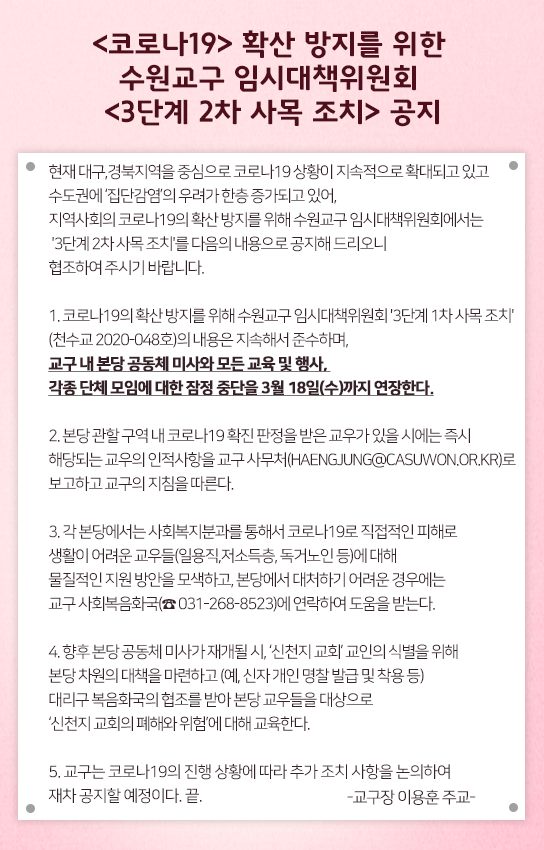 <코로나19> 확산 방지를 위한
수원교구 임시대책위원회
<3단계 2차 사목 조치> 공지
현재 대구,경북지역을 중심으로 코로나19 상황이 지속적으로 확대되고 있고
수도권에 '집단감염'의 우려가 한층 증가되고 있어,
지역사회의 코로나19의 확산 방지를 위해 수원교구 임시대책위원회에서는
'3단계 2차 사목 조치'를 다음의 내용으로 공지해 드리오니
협조하여 주시기 바랍니다.
1. 코로나19의 확산 방지를 위해 수원교구 임시대책위원회 '3단계 1차 사목 조치'
(천수교 2020-048호)의 내용은 지속해서 준수하며,
교구 내 본당 공동체 미사와 모든 교육 및 행사,
각종 단체 모임에 대한 잠정 중단을 3월 18일(수)까지 연장한다.
2. 본당 관할 구역 내 코로나19 확진 판정을 받은 교우가 있을 시에는 즉시
해당되는 교우의 인적사항을 교구 사무처(HAENGJUNG@CASUWON.OR.KR)로
보고하고 교구의 지침을 따른다.
3. 각 본당에서는 사회복지분과를 통해서 코로나19로 직접적인 피해로
생활이 어려운 교우들(일용직,저소득층, 독거노인 등)에 대해
물질적인 지원 방안을 모색하고, 본당에서 대처하기 어려운 경우에는
교구 사회복음화국(☎ 031-268-8523)에 연락하여 도움을 받는다.
4. 향후 본당 공동체 미사가 재개될 시, '신천지 교회' 교인의 식별을 위해
본당 차원의 대책을 마련하고 (예, 신자 개인 명찰 발급 및 착용 등)
대리구 복음화국의 협조를 받아 본당 교우들을 대상으로
'신천지 교회의 폐해와 위험'에 대해 교육한다.
5. 교구는 코로나19의 진행 상황에 따라 추가 조치 사항을 논의하여
재차 공지할 예정이다. 끝.
-교구장 이용훈 주교-